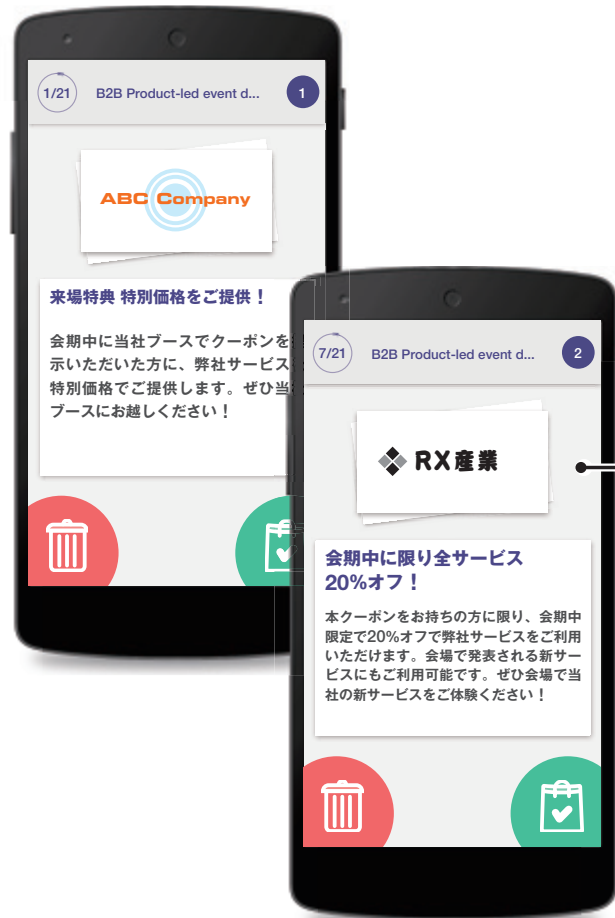 1/21
B2B Product-led event d...
1
ABC Company
来場特典 特別価格をご提供！
会期中に当社ブースでクーポンを
示いただいた方に、弊社サービス
特別価格でご提供します。ぜひ当
ブースにお越しください！
7/21
B2B Product-led event d...
2
RX産業
会期中に限り全サービス
20%オフ！
本クーポンをお持ちの方に限り、会期中
限定で20%オフで弊社サービスをご利用
いただけます。会場で発表される新サー
ビスにもご利用可能です。ぜひ会場で当
社の新サービスをご体験ください！